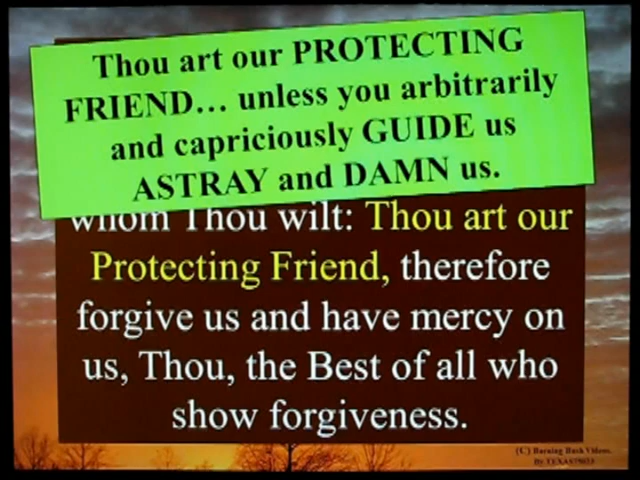 Thou art our PROTECTING
FRIEND... unless you arbitrarily
and capriciously GUIDE us
ASTRAY and DAMN us.
whom Thou wilt: Thou art our
Protecting Friend, therefore
forgive us and have mercy on
us, Thou, the Best of all who
show forgiveness.
(C) Burning Bush Videos.
By TEXAS79033